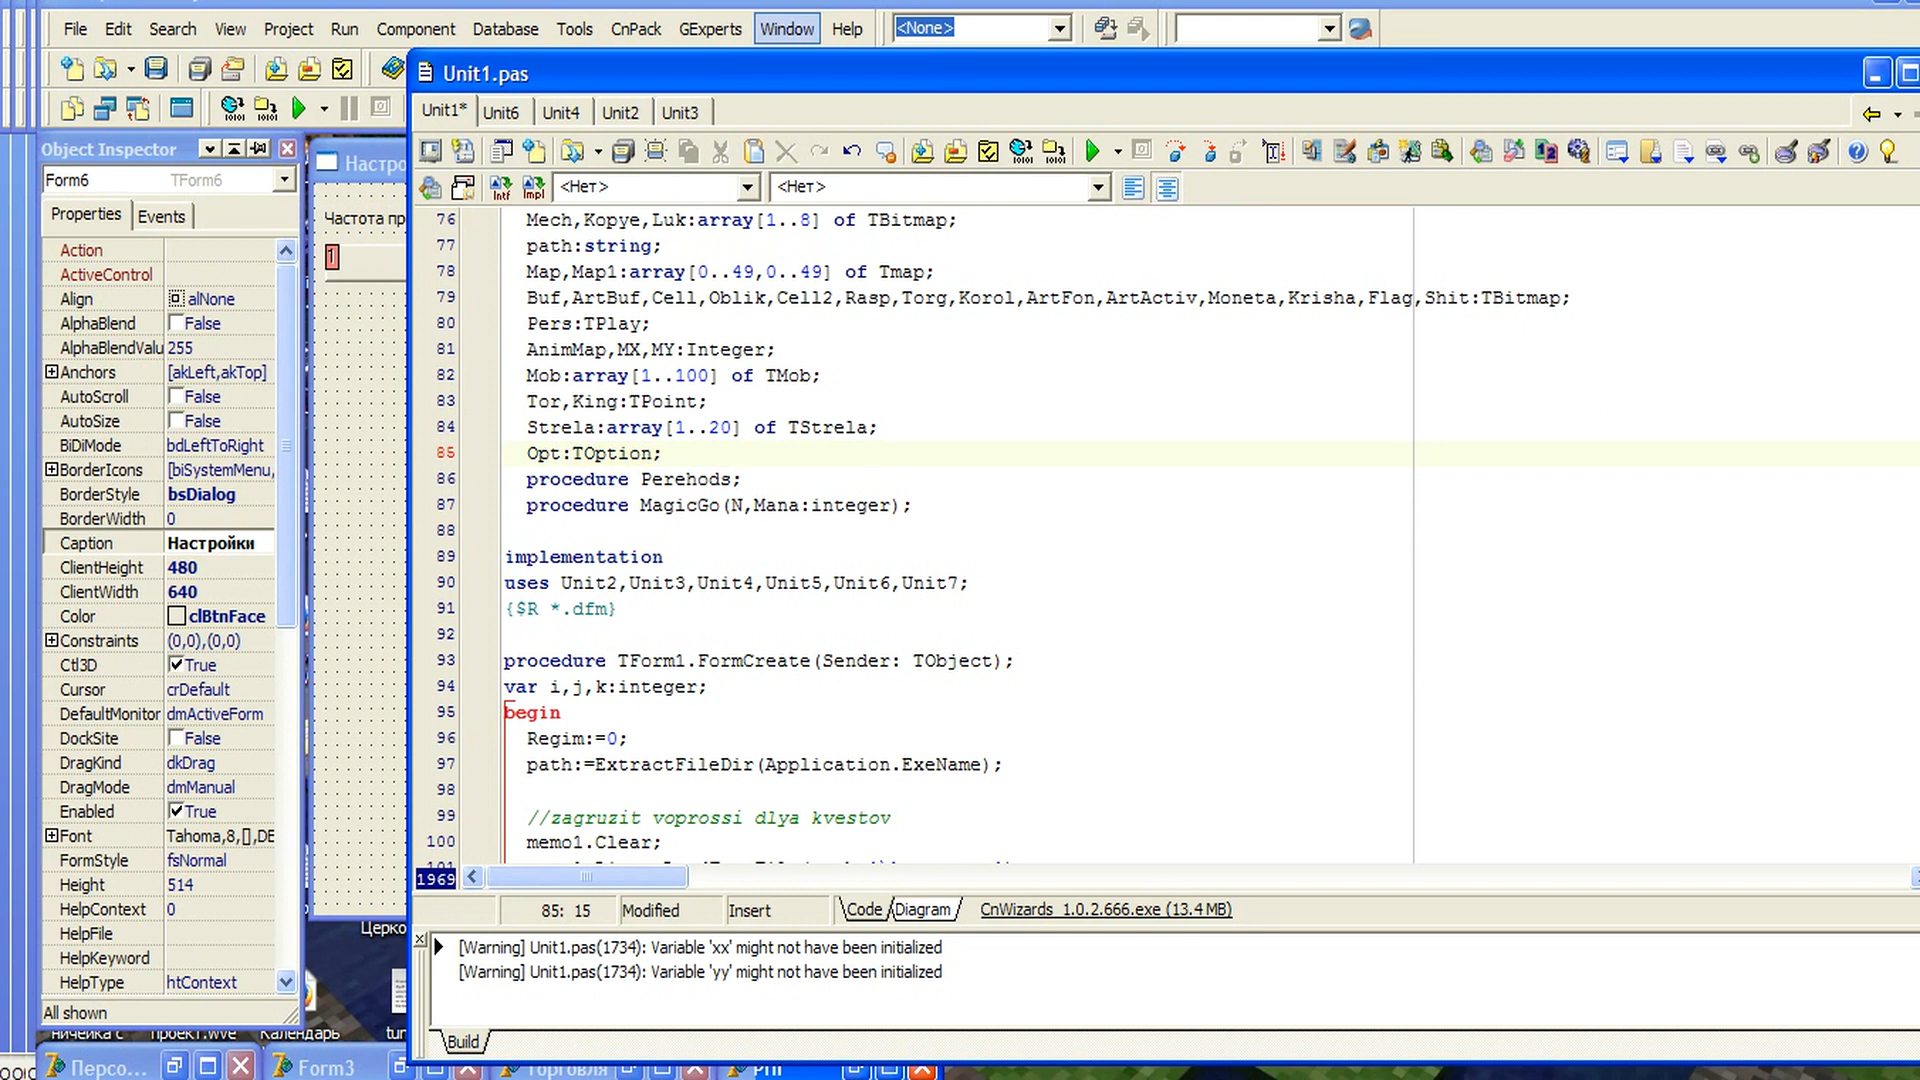 File Edit Search View Project Run Component Database Tools CnPack GExperts Window Help <None>
Unit1.pas
Unit1* Unit6 Unit4 Unit2 Unit3
Object Inspector
Form6 TForm6
Properties Events
Action
ActiveControl
Align alNone
AlphaBlend False
AlphaBlendValu 255
Anchors [akLeft,akTop]
AutoScroll False
AutoSize False
BiDiMode bdLeftToRight
BorderIcons [biSystemMenu,
BorderStyle bsDialog
BorderWidth 0
Caption Настройки
ClientHeight 480
ClientWidth 640
Color clBtnFace
Constraints (0,0),(0,0)
Ctl3D True
Cursor crDefault
DefaultMonitor dmActiveForm
DockSite False
DragKind dkDrag
DragMode dmManual
Enabled True
Font Tahoma,8,[],DE
FormStyle fsNormal
Height 514
HelpContext 0
HelpFile
HelpKeyword
HelpType htContext
All shown
Настро
Частота пр
1
Intf Impl <Нет> <Нет>
76 Mech,Kopye,Luk:array[1..8] of TBitmap;
77 path:string;
78 Map,Map1:array[0..49,0..49] of Tmap;
79 Buf,ArtBuf,Cell,Oblik,Cell2,Rasp,Torg,Korol,ArtFon,ArtActiv,Moneta,Krisha,Flag,Shit:TBitmap;
80 Pers:TPlay;
81 AnimMap,MX,MY:Integer;
82 Mob:array[1..100] of TMob;
83 Tor,King:TPoint;
84 Strela:array[1..20] of TStrela;
85 Opt:TOption;
86 procedure Perehods;
87 procedure MagicGo(N,Mana:integer);
88
89 implementation
90 uses Unit2,Unit3,Unit4,Unit5,Unit6,Unit7;
91 {$R *.dfm}
92
93 procedure TForm1.FormCreate(Sender: TObject);
94 var i,j,k:integer;
95 begin
96 Regim:=0;
97 path:=ExtractFileDir(Application.ExeName);
98
99 //zagruzit voprossi dlya kvestov
100 memo1.Clear;
1969
85: 15 Modified Insert Code Diagram CnWizards_1.0.2.666.exe (13.4 MB)
[Warning] Unit1.pas(1734): Variable 'xx' might not have been initialized
[Warning] Unit1.pas(1734): Variable 'yy' might not have been initialized
Build
Церко
ничейка с проект.wve Календарь tur
Персо... Form3 Торговля РПГ